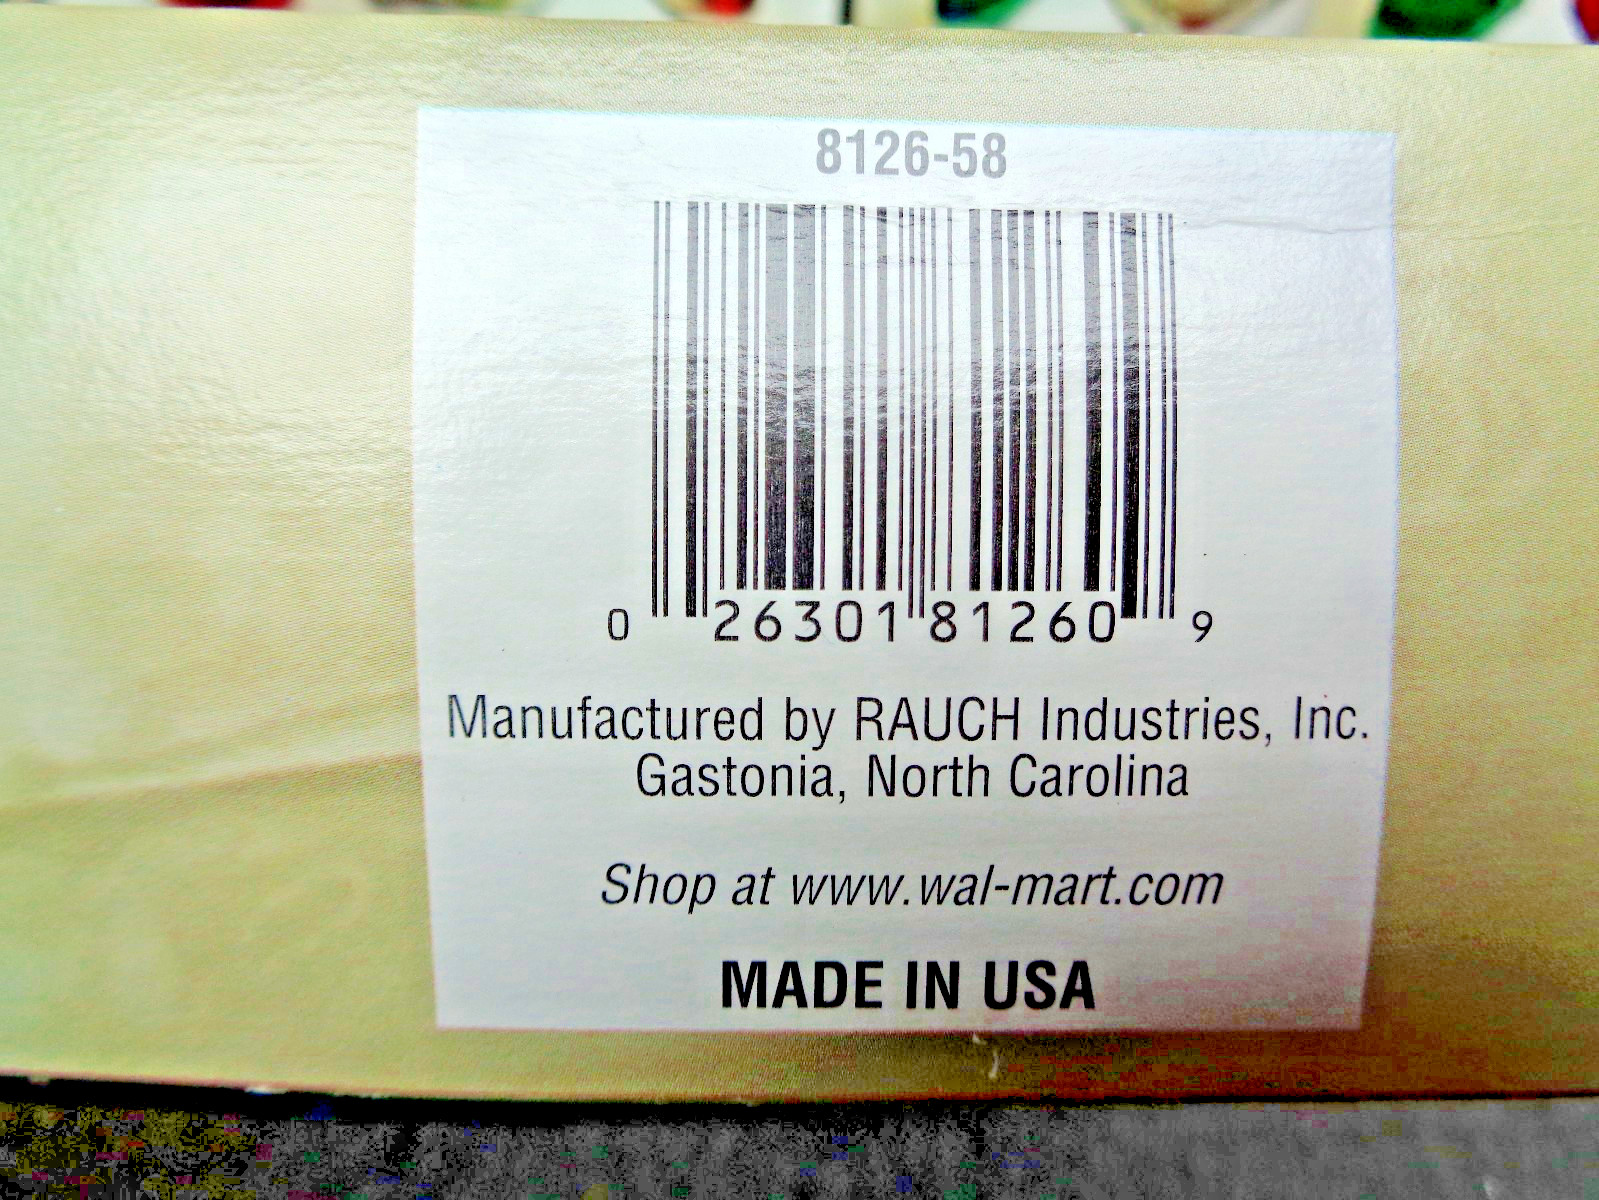 8126-58
0 26301 81260 9
Manufactured by RAUCH Industries, Inc.
Gastonia, North Carolina
Shop at www.wal-mart.com
MADE IN USA